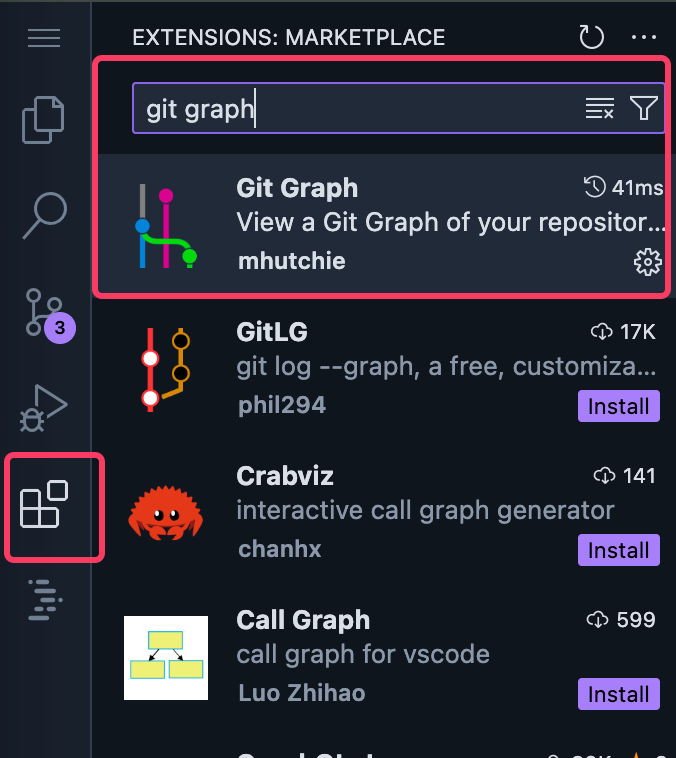 EXTENSIONS: MARKETPLACE
git graph
Git Graph
41ms
View a Git Graph of your repositor...
mhutchie
3
GitLG
17K
git log --graph, a free, customiza...
phil294
Install
Crabviz
141
interactive call graph generator
chanhx
Install
Call Graph
599
call graph for vscode
Luo Zhihao
Install